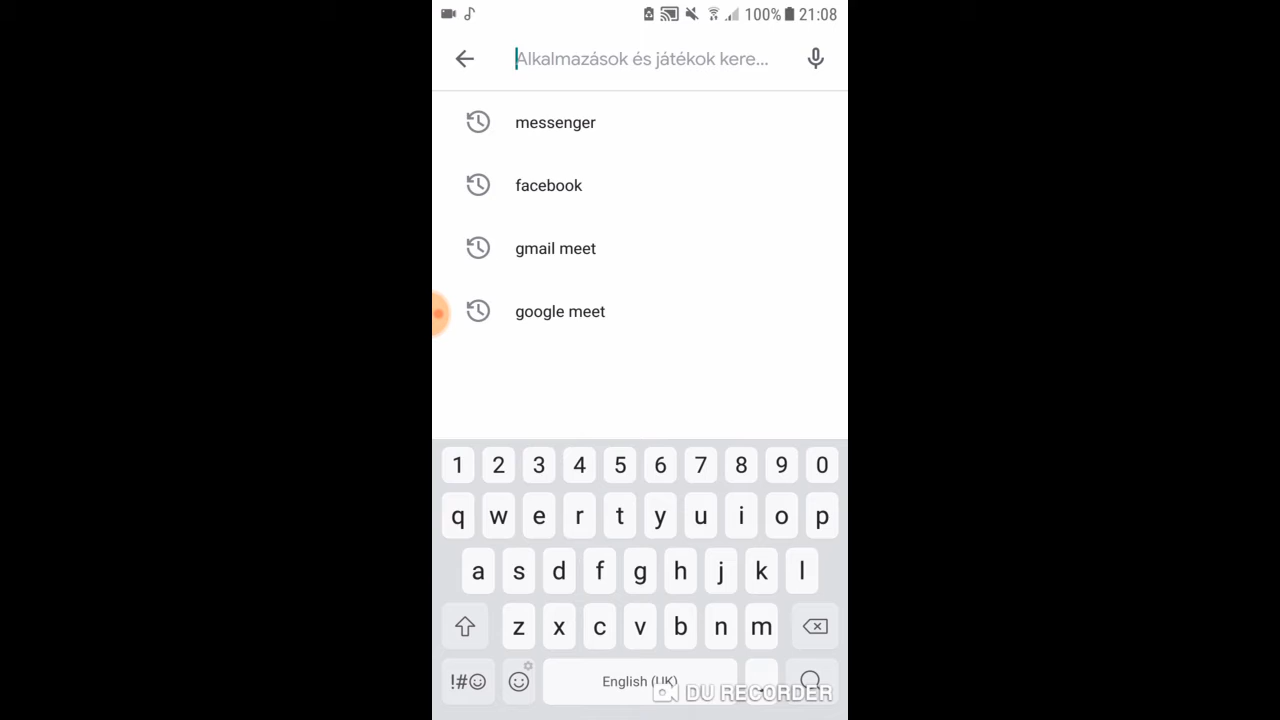 100% 21:08
Alkalmazások és játékok kere...
messenger
facebook
gmail meet
google meet
1 2 3 4 5 6 7 8 9 0
q w e r t y u i o p
a s d f g h j k l
z x c v b n m
!#☺ English (UK) .
DU RECORDER